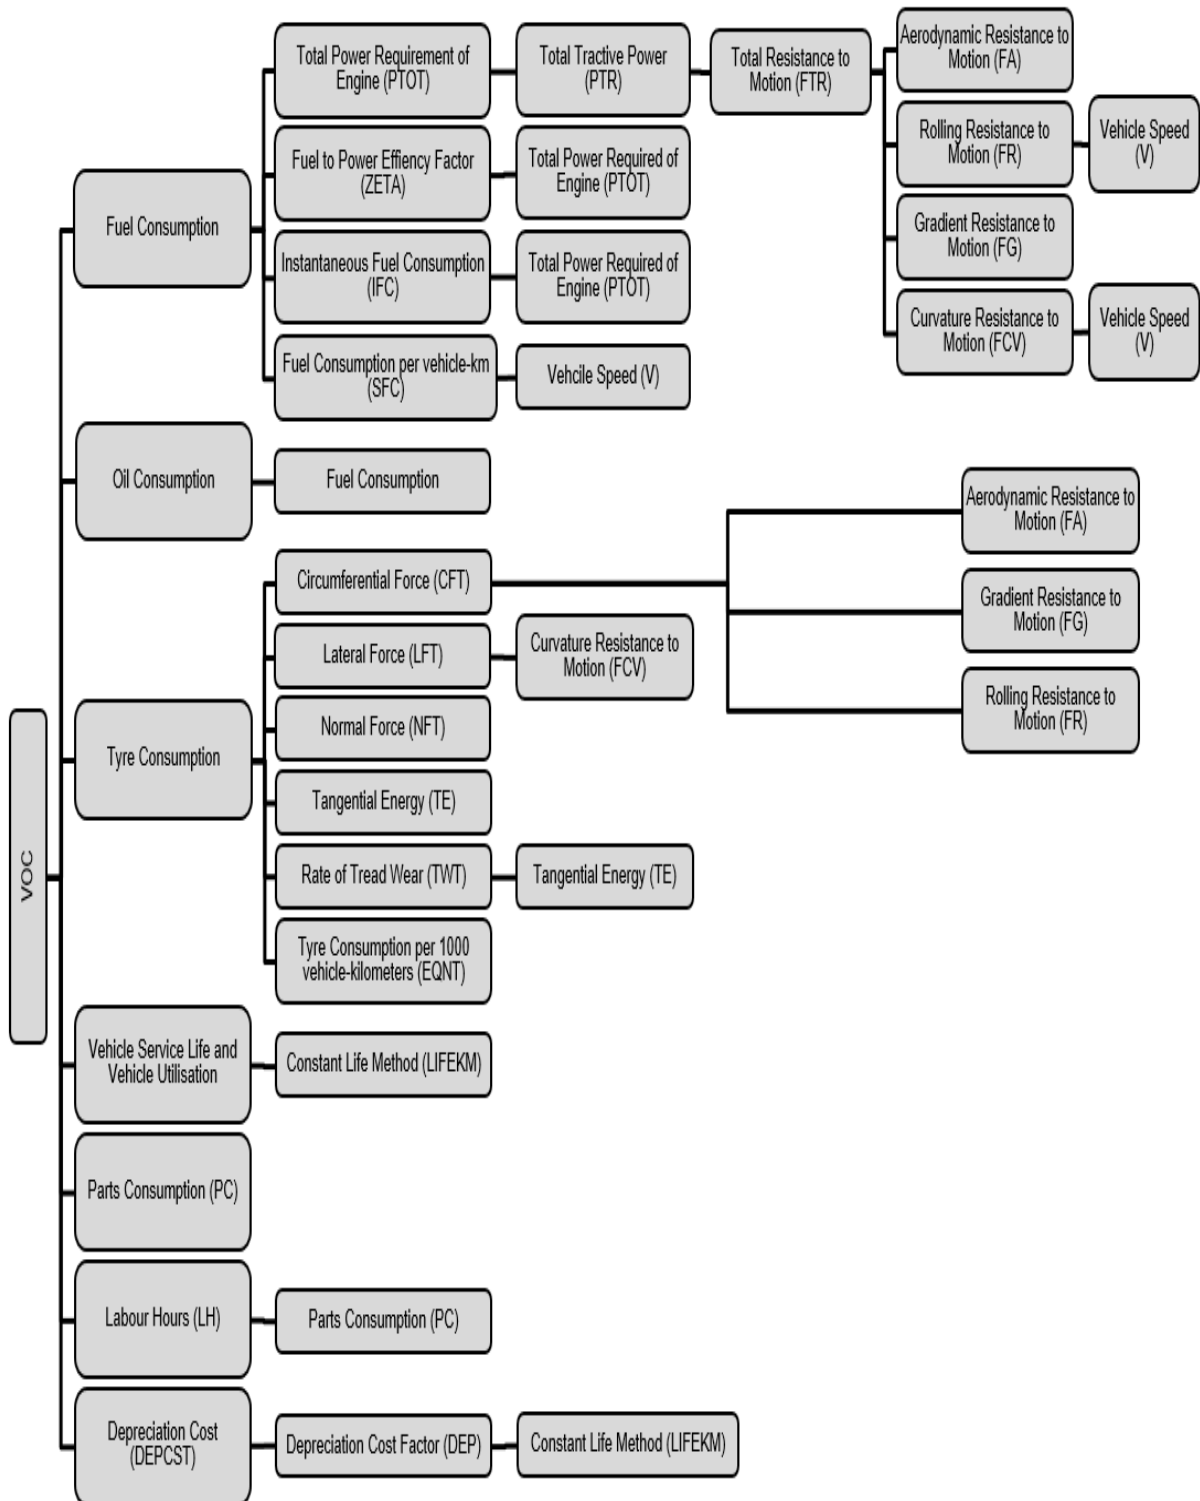 Total Power Requirement of
Engine (PTOT)
Total Tractive Power
(PTR)
Total Resistance to
Motion (FTR)
Aerodynamic Resistance to
Motion (FA)
Rolling Resistance to
Motion (FR)
Vehicle Speed
(V)
Fuel to Power Effiency Factor
(ZETA)
Total Power Required of
Engine (PTOT)
Fuel Consumption
Gradient Resistance to
Motion (FG)
Instantaneous Fuel Consumption
(IFC)
Total Power Required of
Engine (PTOT)
Curvature Resistance to
Motion (FCV)
Vehicle Speed
(V)
Fuel Consumption per vehicle-km
(SFC)
Vehcile Speed (V)
Oil Consumption
Fuel Consumption
Aerodynamic Resistance to
Motion (FA)
Circumferential Force (CFT)
Gradient Resistance to
Motion (FG)
Lateral Force (LFT)
Curvature Resistance to
Motion (FCV)
Rolling Resistance to
Motion (FR)
Normal Force (NFT)
Tyre Consumption
Tangential Energy (TE)
VOC
Rate of Tread Wear (TWT)
Tangential Energy (TE)
Tyre Consumption per 1000
vehicle-kilometers (EQNT)
Vehicle Service Life and
Vehicle Utilisation
Constant Life Method (LIFEKM)
Parts Consumption (PC)
Labour Hours (LH)
Parts Consumption (PC)
Depreciation Cost
(DEPCST)
Depreciation Cost Factor (DEP)
Constant Life Method (LIFEKM)